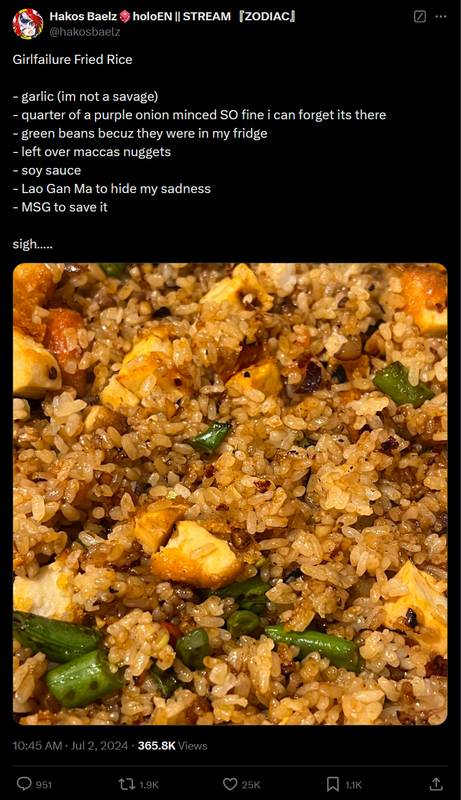 Hakos Baelz🎲holoEN || STREAM 『ZODIAC』
@hakosbaelz
Girlfailure Fried Rice
- garlic (im not a savage)
- quarter of a purple onion minced SO fine i can forget its there
- green beans becuz they were in my fridge
- left over maccas nuggets
- soy sauce
- Lao Gan Ma to hide my sadness
- MSG to save it
sigh.....
10:45 AM · Jul 2, 2024 · 365.8K Views
951 1.9K 25K 1.1K